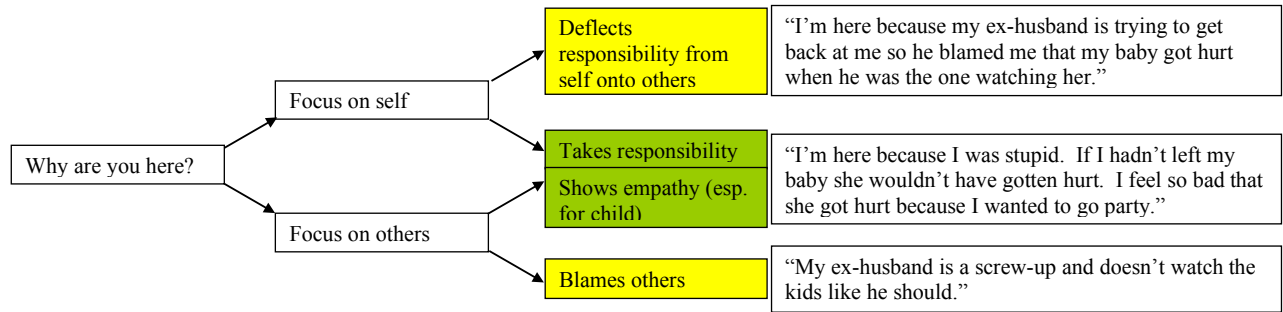 Why are you here?
Focus on self
Focus on others
Deflects
responsibility from
self onto others
“I’m here because my ex-husband is trying to get
back at me so he blamed me that my baby got hurt
when he was the one watching her.”
Takes responsibility
Shows empathy (esp.
for child)
“I’m here because I was stupid.  If I hadn’t left my
baby she wouldn’t have gotten hurt.  I feel so bad that
she got hurt because I wanted to go party.”
Blames others
“My ex-husband is a screw-up and doesn’t watch the
kids like he should.”